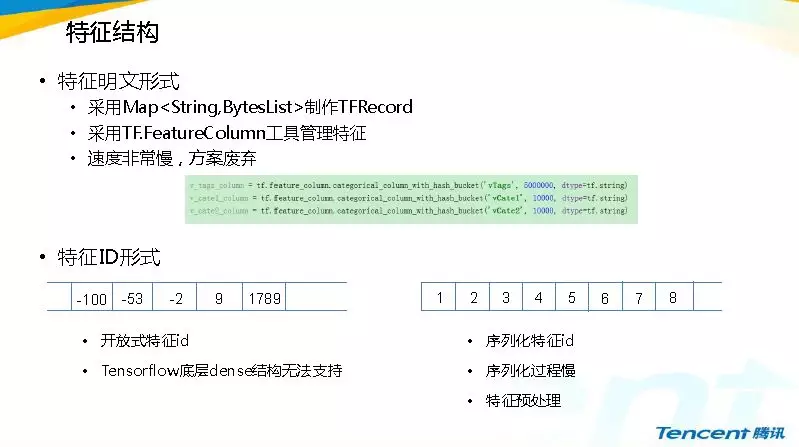 特征结构
• 特征明文形式
• 采用Map<String,BytesList>制作TFRecord
• 采用TF.FeatureColumn工具管理特征
• 速度非常慢，方案废弃
v_tags_column = tf.feature_column.categorical_column_with_hash_bucket('vTags', 5000000, dtype=tf.string)
v_cate1_column = tf.feature_column.categorical_column_with_hash_bucket('vCate1', 10000, dtype=tf.string)
v_cate2_column = tf.feature_column.categorical_column_with_hash_bucket('vCate2', 10000, dtype=tf.string)
• 特征ID形式
-100 -53 -2 9 1789
1 2 3 4 5 6 7 8
• 开放式特征id
• Tensorflow底层dense结构无法支持
• 序列化特征id
• 序列化过程慢
• 特征预处理
Tencent 腾讯